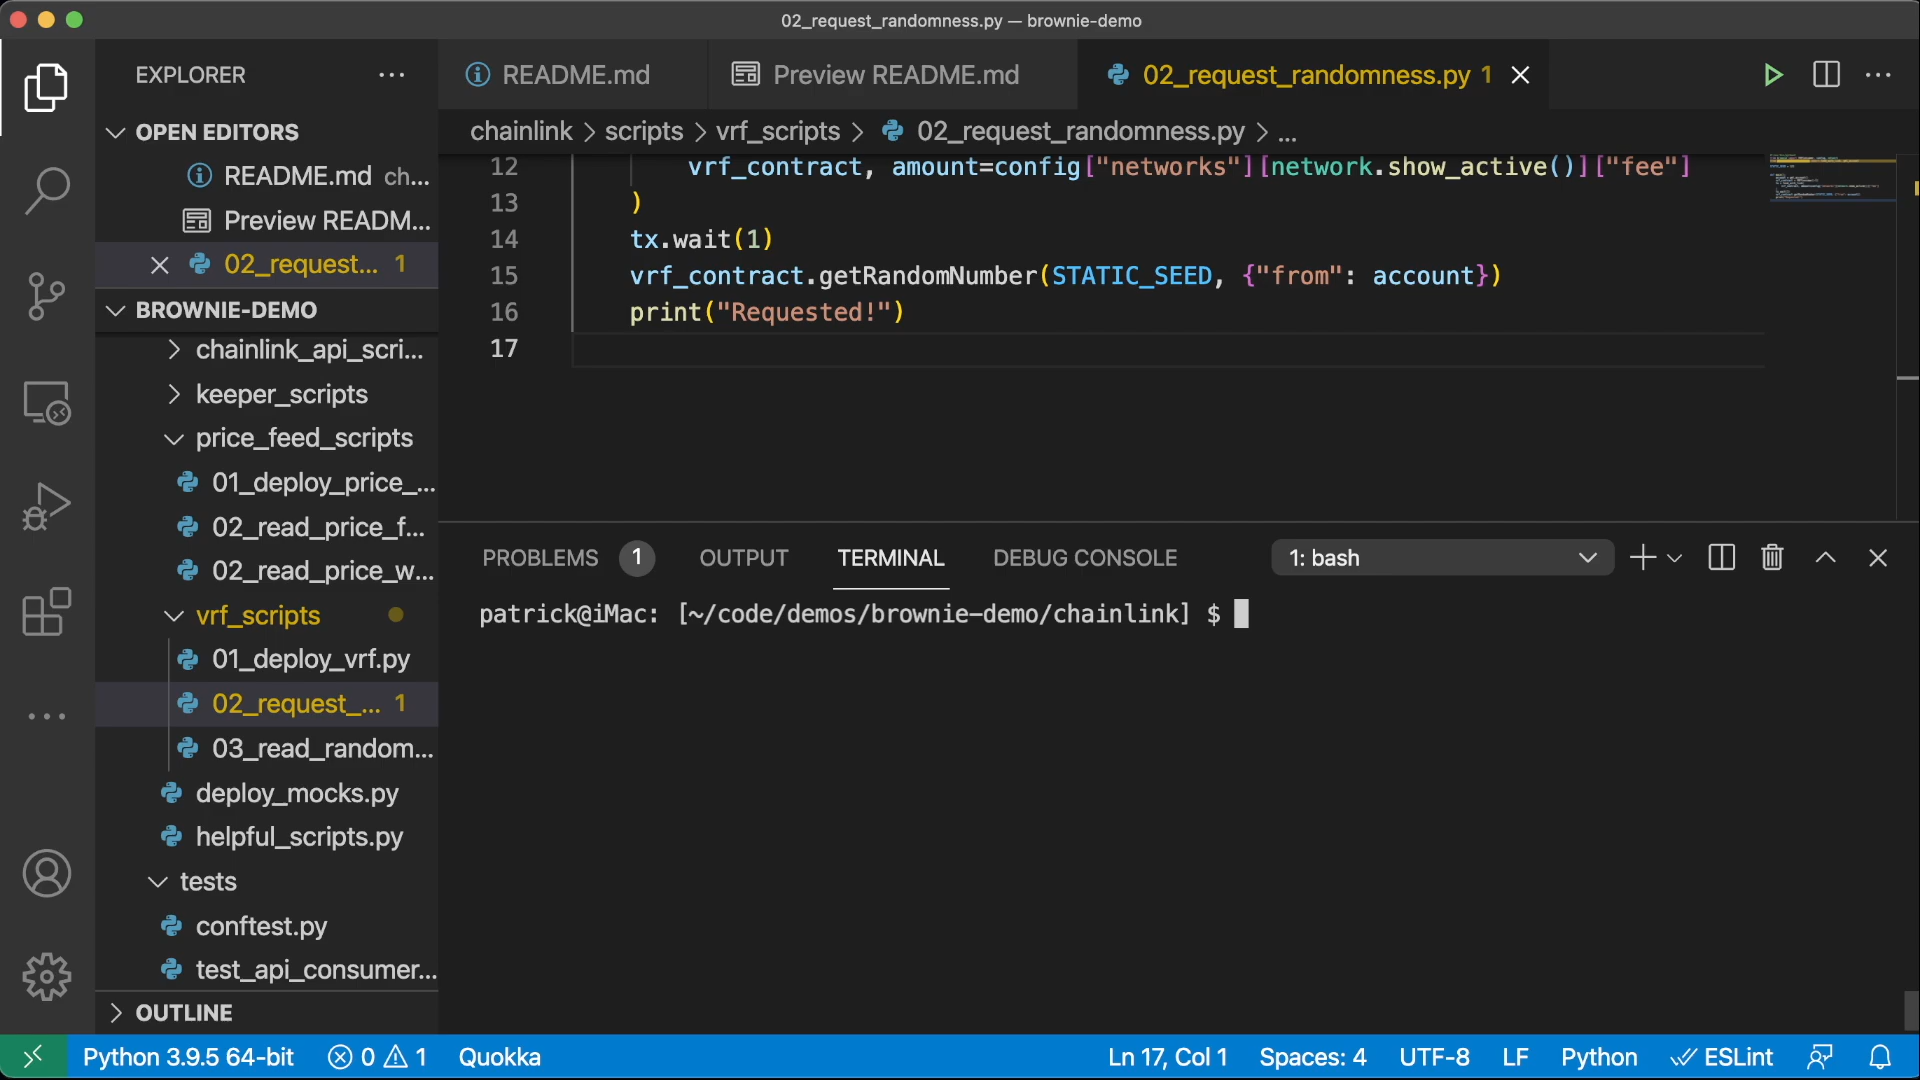 02_request_randomness.py — brownie-demo
EXPLORER
README.md
Preview README.md
02_request_randomness.py 1
OPEN EDITORS
README.md ch...
Preview READM...
02_request... 1
BROWNIE-DEMO
chainlink_api_scri...
keeper_scripts
price_feed_scripts
01_deploy_price_...
02_read_price_f...
02_read_price_w...
vrf_scripts
01_deploy_vrf.py
02_request_... 1
03_read_random...
deploy_mocks.py
helpful_scripts.py
tests
conftest.py
test_api_consumer...
OUTLINE
chainlink > scripts > vrf_scripts > 02_request_randomness.py > ...
12 vrf_contract, amount=config["networks"][network.show_active()]["fee"]
13 )
14 tx.wait(1)
15 vrf_contract.getRandomNumber(STATIC_SEED, {"from": account})
16 print("Requested!")
17
PROBLEMS 1 OUTPUT TERMINAL DEBUG CONSOLE 1: bash
patrick@iMac: [~/code/demos/brownie-demo/chainlink] $
Python 3.9.5 64-bit 0 1 Quokka Ln 17, Col 1 Spaces: 4 UTF-8 LF Python ESLint